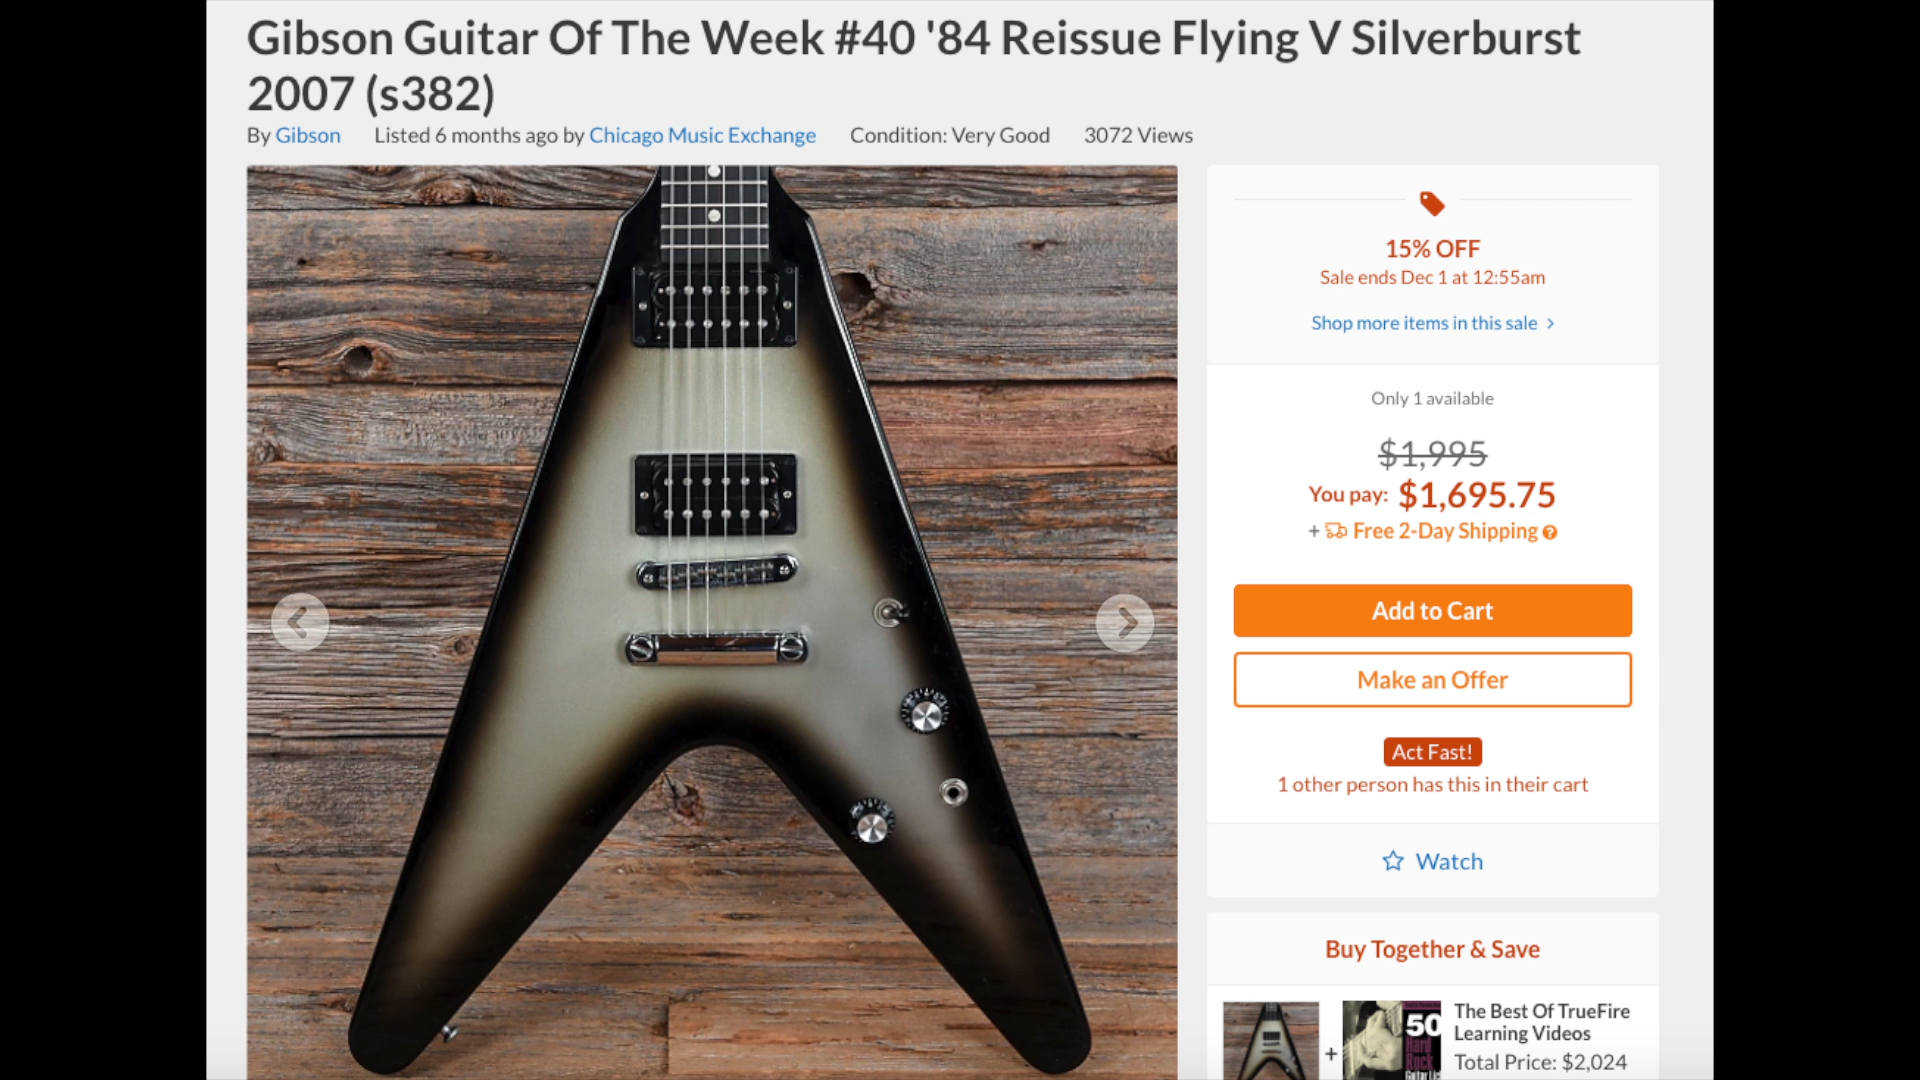 Gibson Guitar Of The Week #40 '84 Reissue Flying V Silverburst
2007 (s382)
By Gibson Listed 6 months ago by Chicago Music Exchange Condition: Very Good 3072 Views
15% OFF
Sale ends Dec 1 at 12:55am
Shop more items in this sale >
Only 1 available
$1,995
You pay: $1,695.75
+ Free 2-Day Shipping ?
Add to Cart
Make an Offer
Act Fast!
1 other person has this in their cart
Watch
Buy Together & Save
+
50
Hard
Rock
The Best Of TrueFire
Learning Videos
Total Price: $2,024